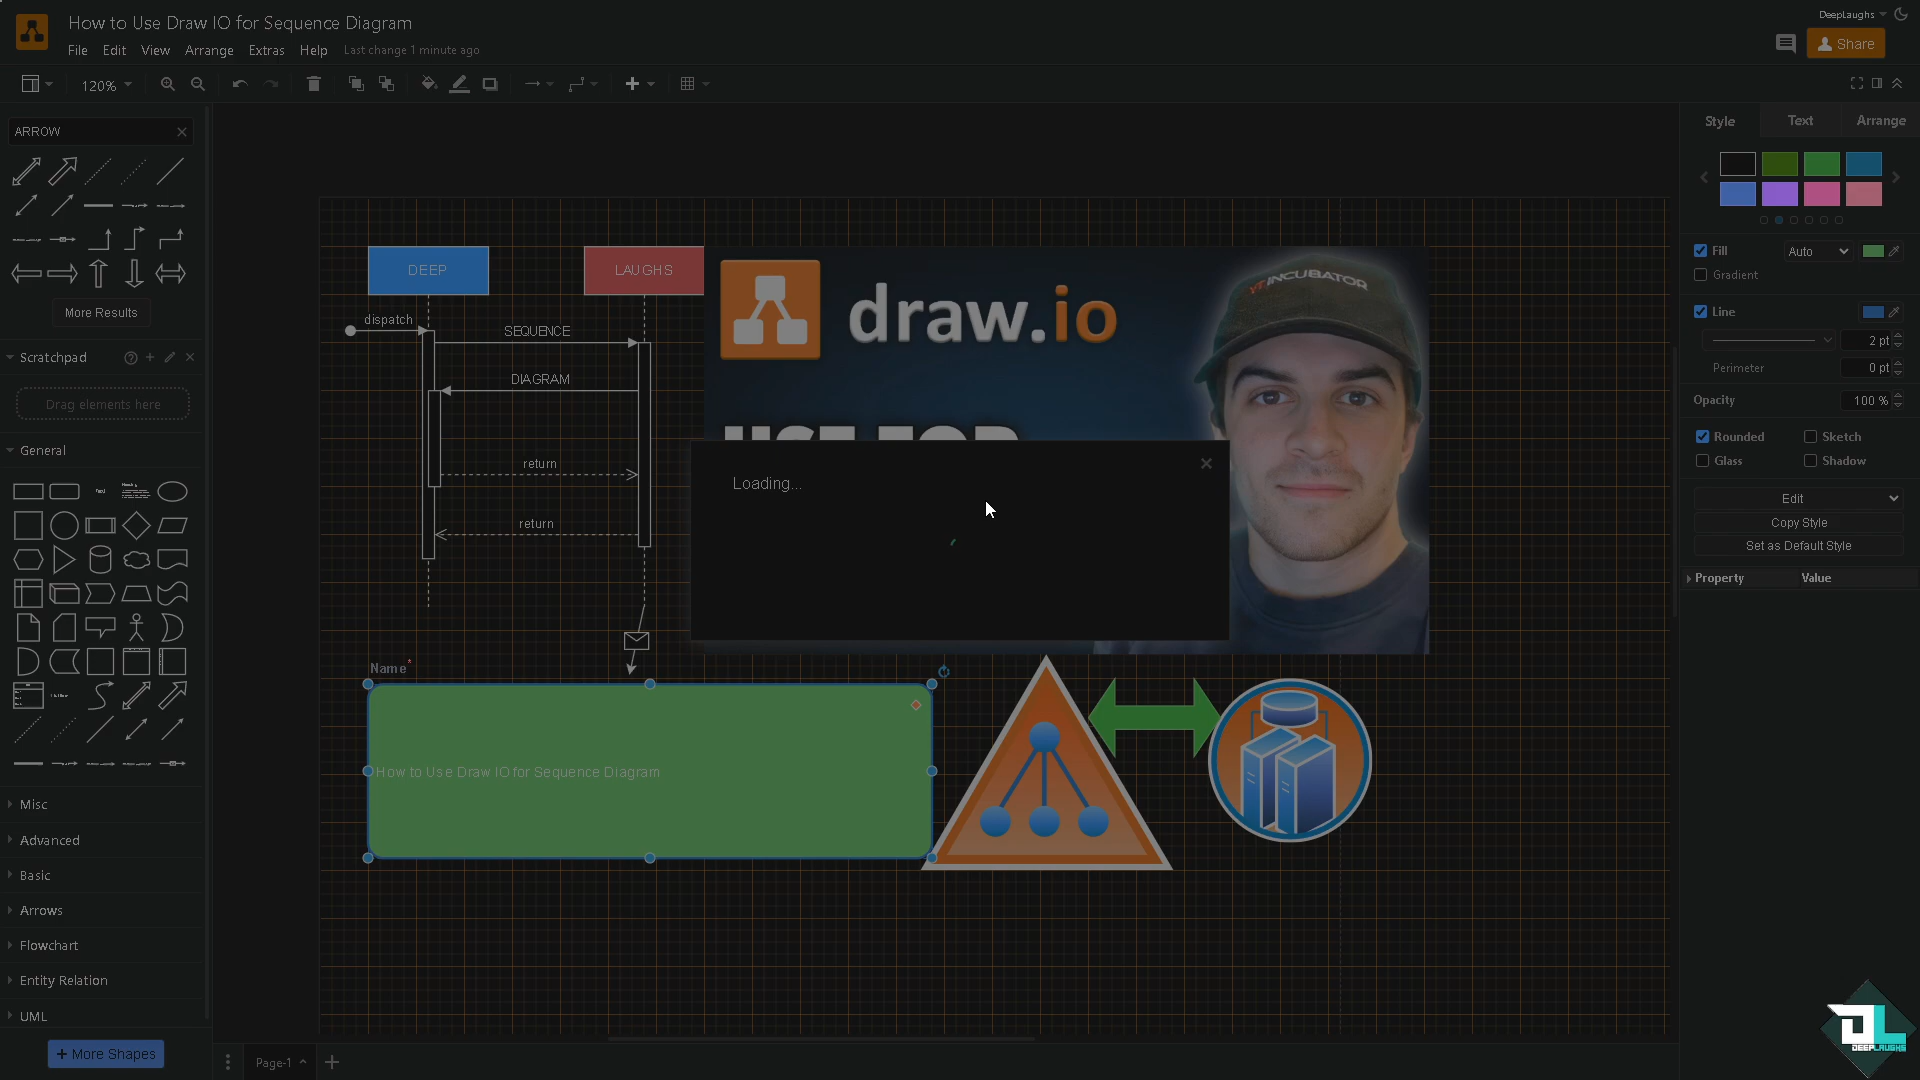 How to Use Draw IO for Sequence Diagram
DeepLaughs
File Edit View Arrange Extras Help Last change 1 minute ago
Share
120%
ARROW
More Results
Scratchpad
Drag elements here
General
Misc
Advanced
Basic
Arrows
Flowchart
Entity Relation
UML
+ More Shapes
DEEP
LAUGHS
dispatch
SEQUENCE
DIAGRAM
return
return
Name*
How to Use Draw IO for Sequence Diagram
draw.io
YT INCUBATOR
USE FOR
Loading...
Page-1
Style Text Arrange
Fill Auto
Gradient
Line
2 pt
Perimeter 0 pt
Opacity 100 %
Rounded Sketch
Glass Shadow
Edit
Copy Style
Set as Default Style
Property Value
DL
DEEPLAUGHS